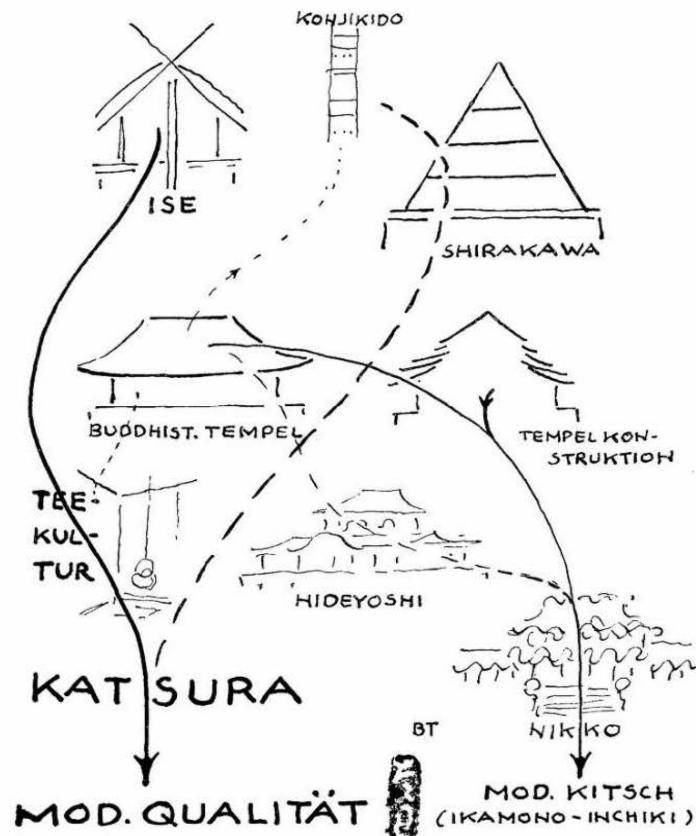 KOHJIKIDO
ISE
SHIRAKAWA
BUDDHIST. TEMPEL
TEMPEL KON-
STRUKTION
TEE-
KUL-
TUR
HIDEYOSHI
KATSURA
NIKKO
BT
MOD. QUALITÄT
MOD. KITSCH
(IKAMONO-INCHIKI)